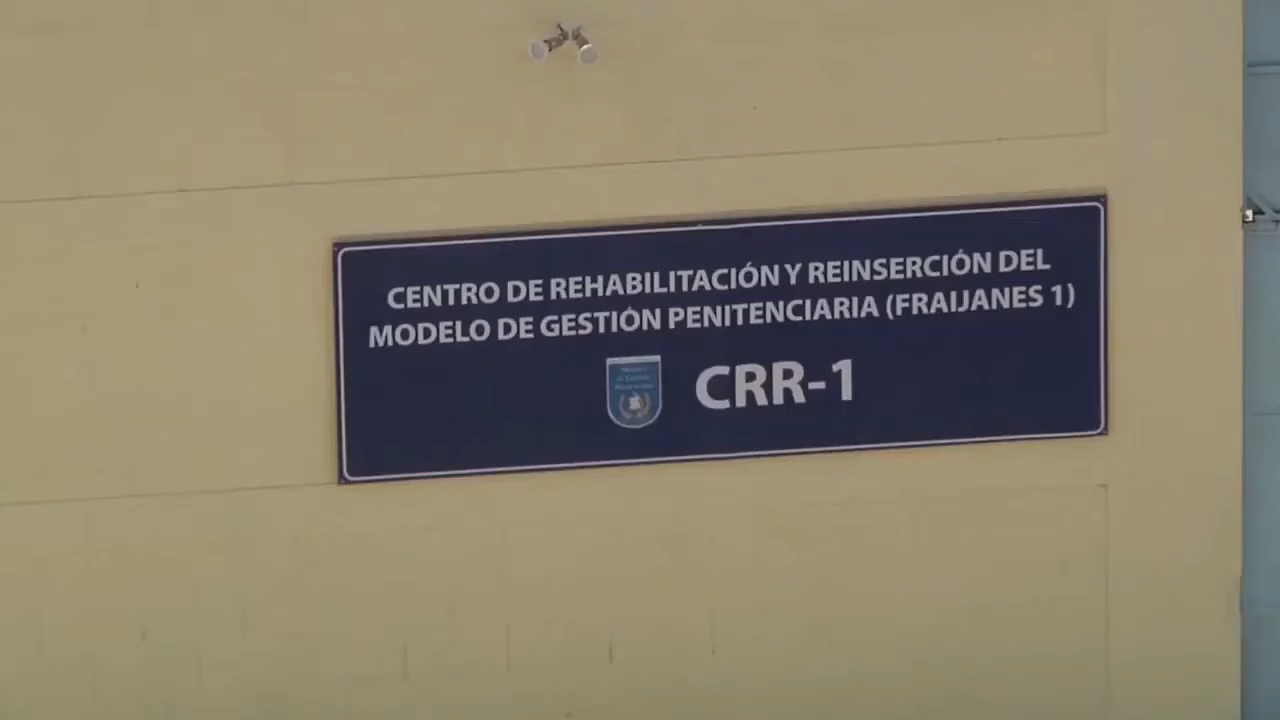 CENTRO DE REHABILITACIÓN Y REINSERCIÓN DEL
MODELO DE GESTIÓN PENITENCIARIA (FRAIJANES 1)
CRR-1